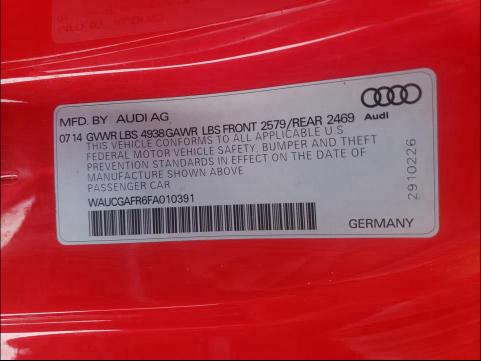 MFD. BY AUDI AG
07 14 GVWR LBS 4938 GAWR LBS FRONT 2579/REAR 2469
THIS VEHICLE CONFORMS TO ALL APPLICABLE U.S
FEDERAL MOTOR VEHICLE SAFETY, BUMPER AND THEFT
PREVENTION STANDARDS IN EFFECT ON THE DATE OF
MANUFACTURE SHOWN ABOVE
PASSENGER CAR
WAUCGAFR6FA010391
GERMANY
Audi
2910226